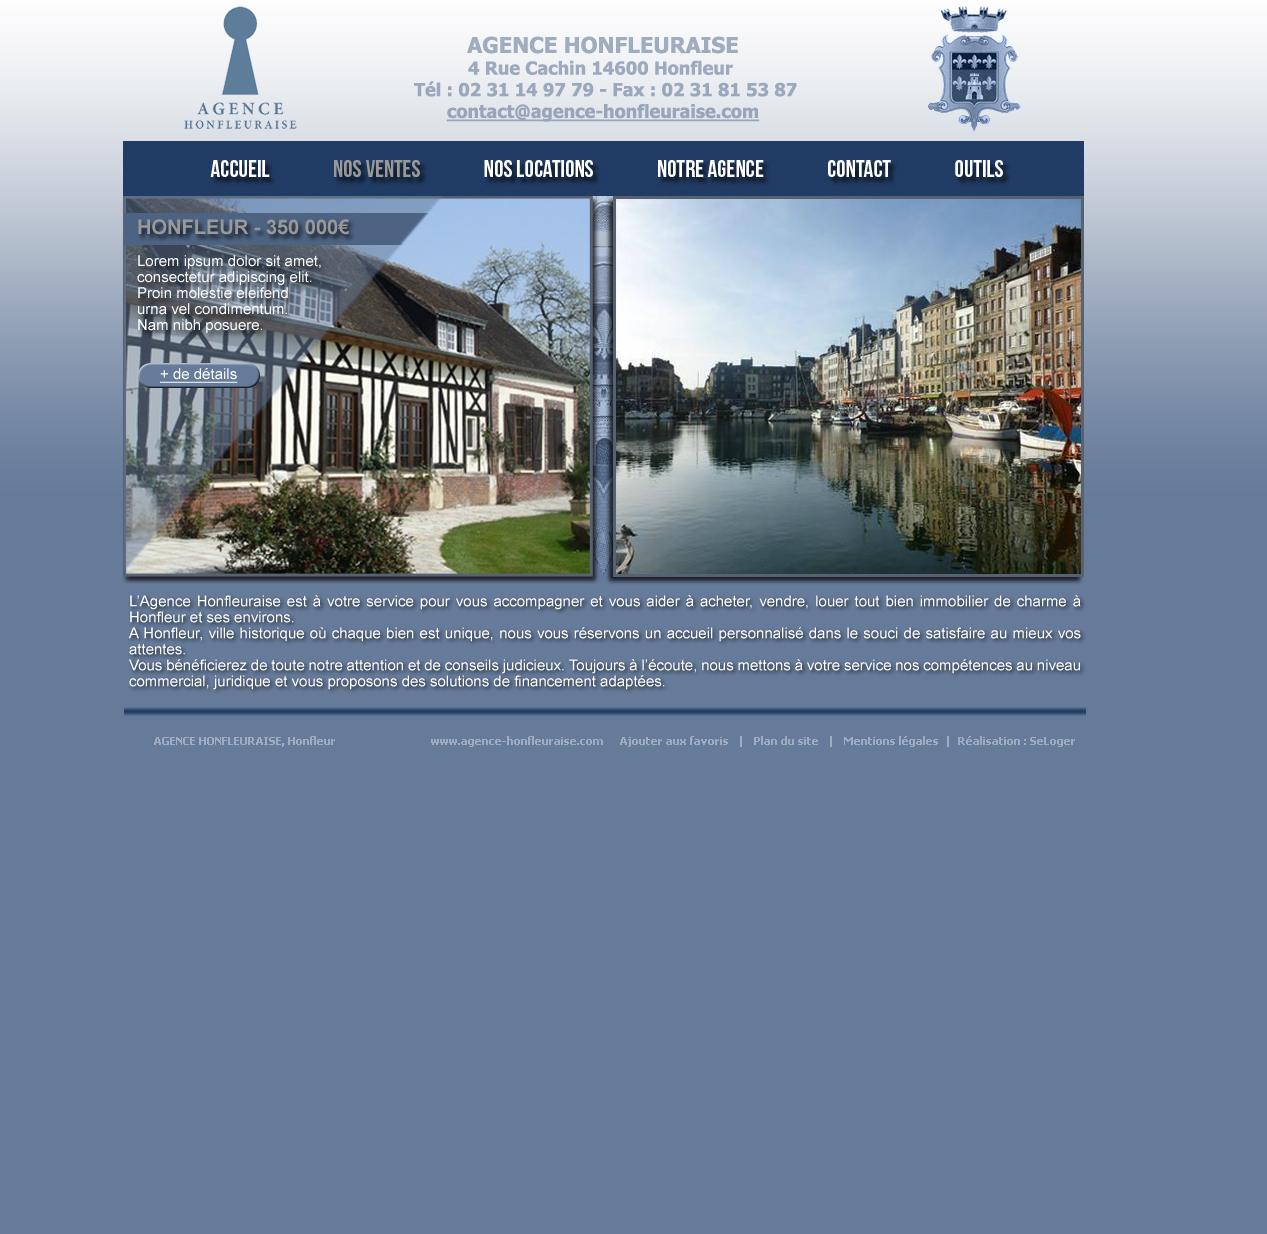 AGENCE
HONFLEURAISE
AGENCE HONFLEURAISE
4 Rue Cachin 14600 Honfleur
Tél : 02 31 14 97 79 - Fax : 02 31 81 53 87
contact@agence-honfleuraise.com
ACCUEIL NOS VENTES NOS LOCATIONS NOTRE AGENCE CONTACT OUTILS
HONFLEUR - 350 000€
Lorem ipsum dolor sit amet,
consectetur adipiscing elit.
Proin molestie eleifend
urna vel condimentum.
Nam nibh posuere.
+ de détails
L’Agence Honfleuraise est à votre service pour vous accompagner et vous aider à acheter, vendre, louer tout bien immobilier de charme à
Honfleur et ses environs.
A Honfleur, ville historique où chaque bien est unique, nous vous réservons un accueil personnalisé dans le souci de satisfaire au mieux vos
attentes.
Vous bénéficierez de toute notre attention et de conseils judicieux. Toujours à l’écoute, nous mettons à votre service nos compétences au niveau
commercial, juridique et vous proposons des solutions de financement adaptées.
AGENCE HONFLEURAISE, Honfleur www.agence-honfleuraise.com Ajouter aux favoris | Plan du site | Mentions légales | Réalisation : SeLoger